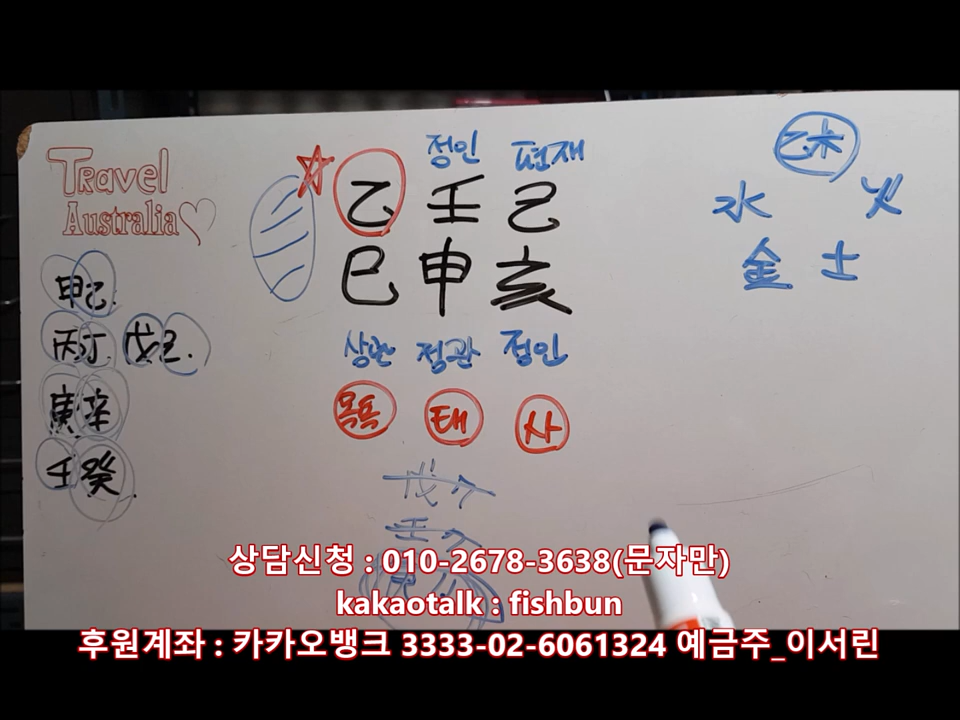 Travel
Australia
정인 편재
乙 壬 己
巳 申 亥
상관 정관 정인
목욕 태 사
乙木
水 火
金 土
甲乙.
丙丁. 戊己.
庚辛
壬癸.
상담신청 : 010-2678-3638(문자만)
kakaotalk : fishbun
후원계좌 : 카카오뱅크 3333-02-6061324 예금주_이서린